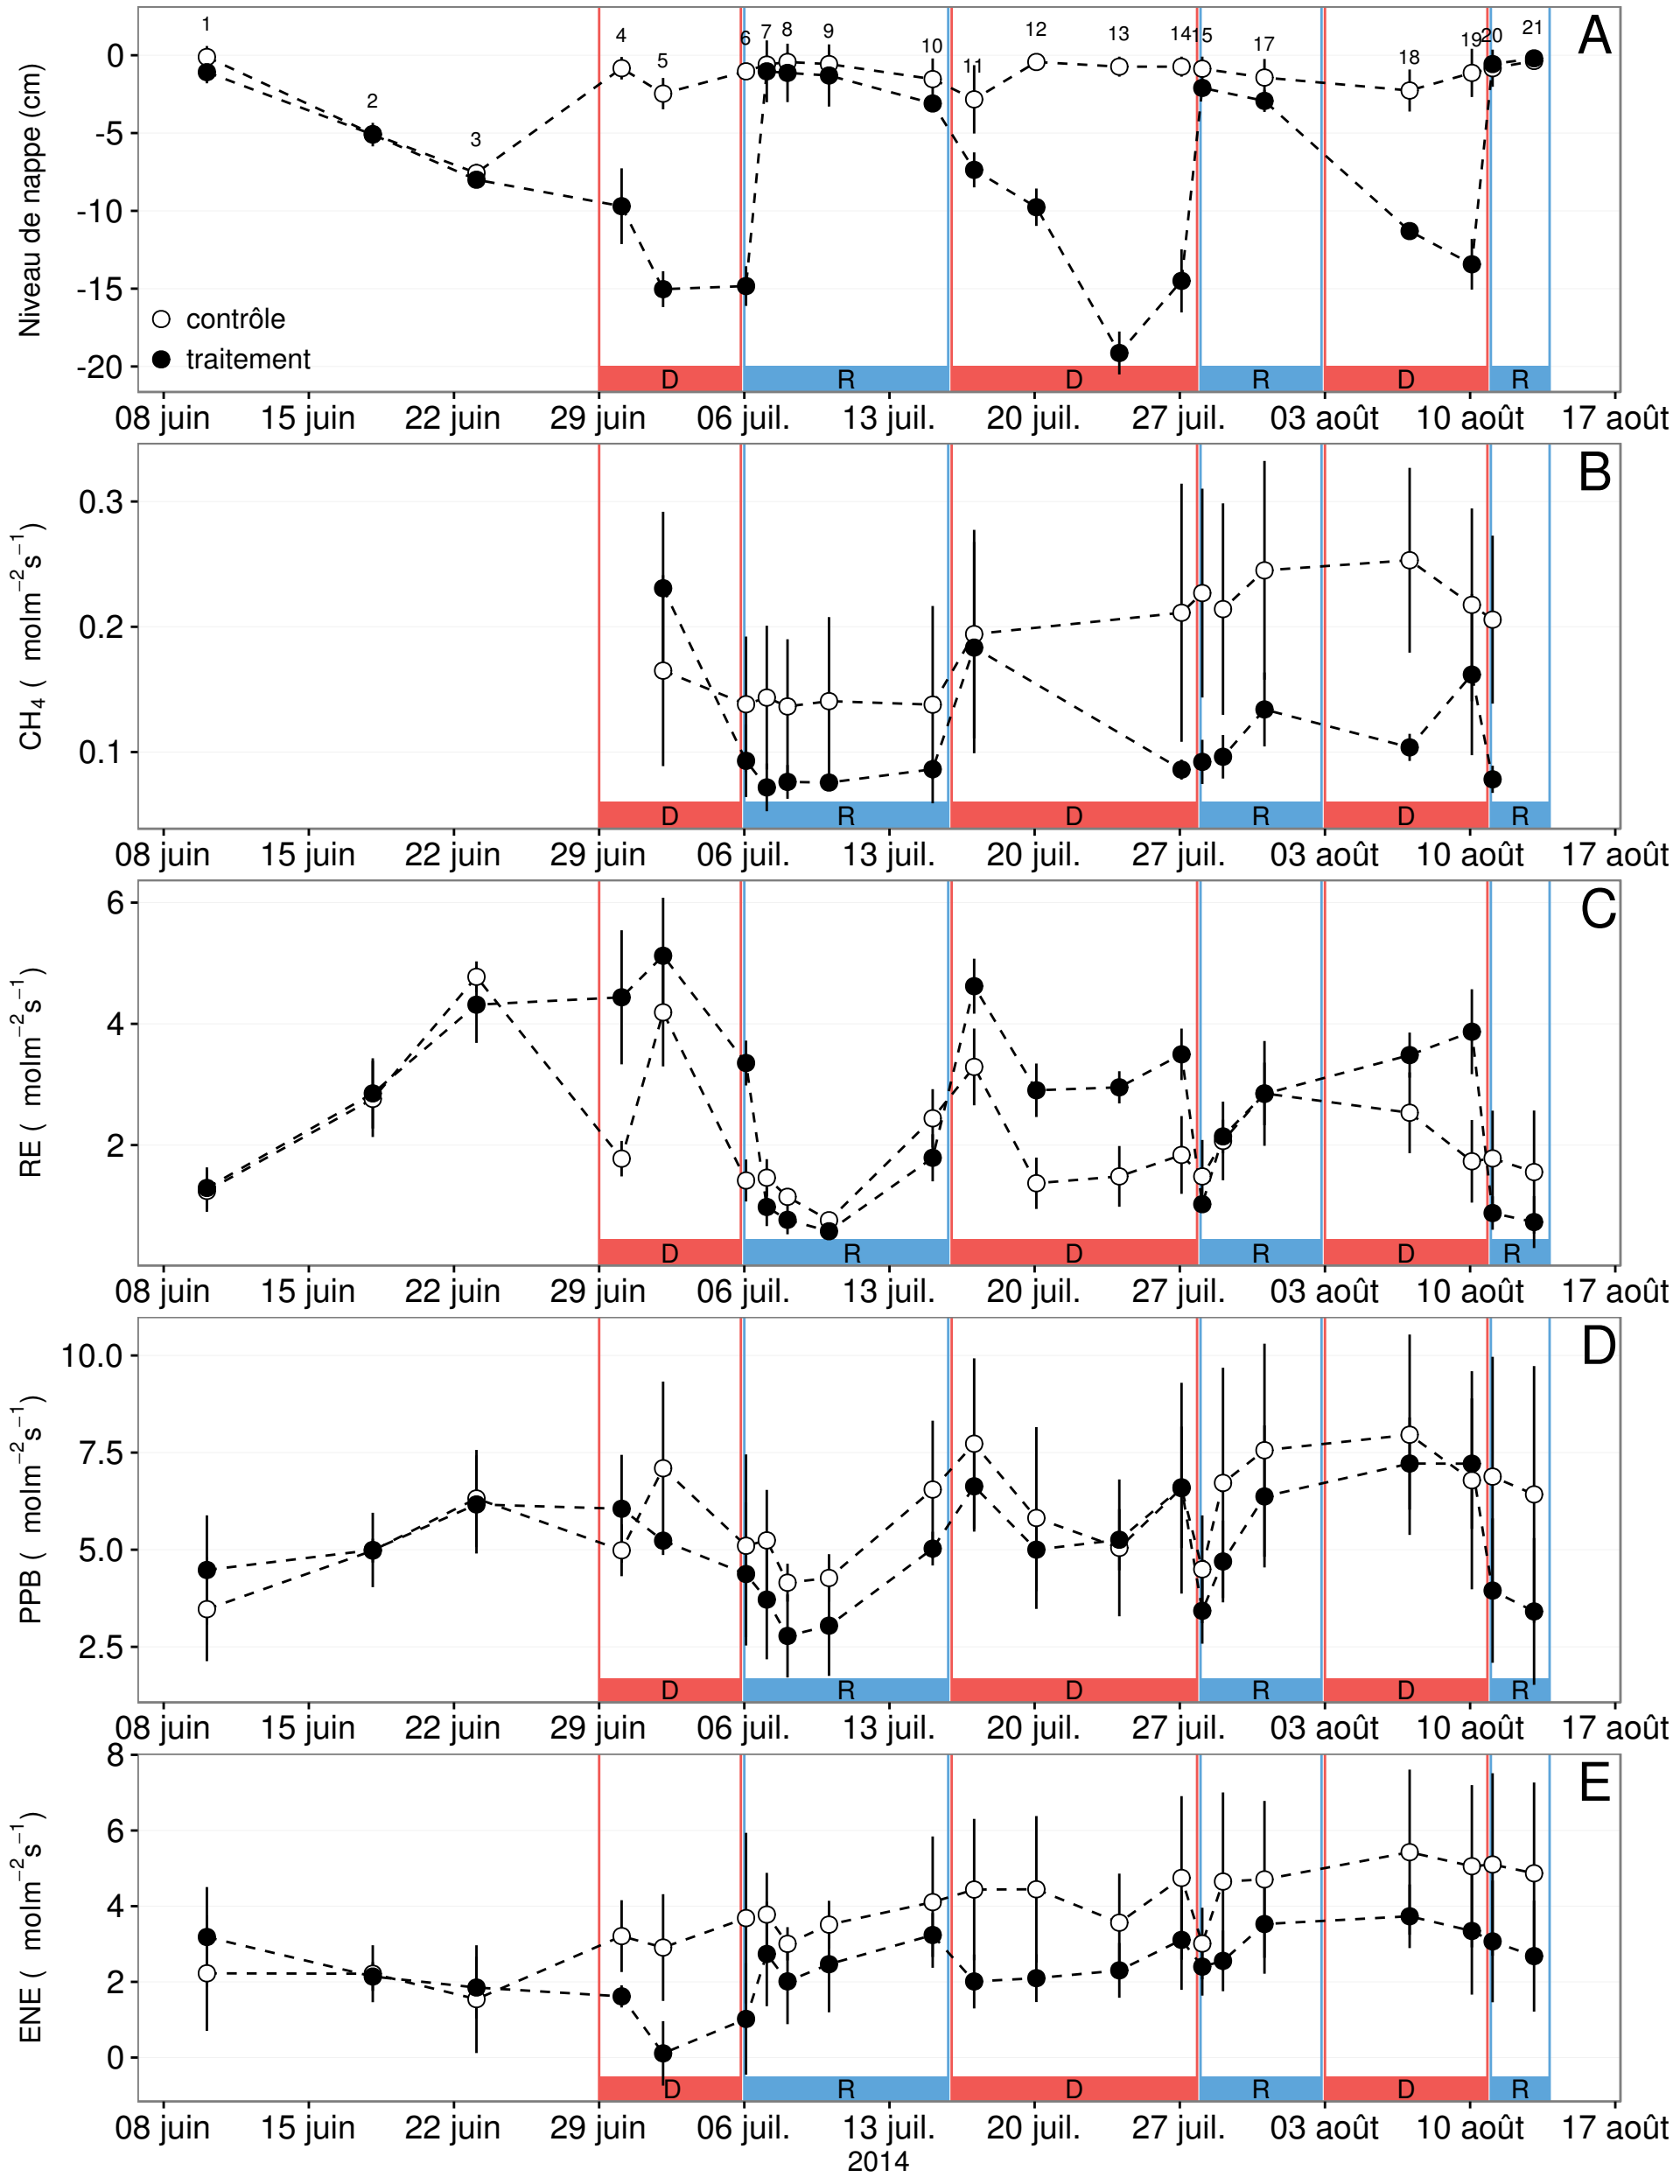 A
1 2 3 4 5 6 7 8 9 10 11 12 13 14 15 17 18 19 20 21
Niveau de nappe (cm)
0
-5
-10
-15
-20
contrôle
traitement
D R D R D R
08 juin 15 juin 22 juin 29 juin 06 juil. 13 juil. 20 juil. 27 juil. 03 août 10 août 17 août
B
CH₄ ( molm⁻²s⁻¹)
0.3
0.2
0.1
D R D R D R
08 juin 15 juin 22 juin 29 juin 06 juil. 13 juil. 20 juil. 27 juil. 03 août 10 août 17 août
C
RE ( molm⁻²s⁻¹)
6
4
2
D R D R D R
08 juin 15 juin 22 juin 29 juin 06 juil. 13 juil. 20 juil. 27 juil. 03 août 10 août 17 août
D
PPB ( molm⁻²s⁻¹)
10.0
7.5
5.0
2.5
D R D R D R
08 juin 15 juin 22 juin 29 juin 06 juil. 13 juil. 20 juil. 27 juil. 03 août 10 août 17 août
E
ENE ( molm⁻²s⁻¹)
8
6
4
2
0
D R D R D R
08 juin 15 juin 22 juin 29 juin 06 juil. 13 juil. 20 juil. 27 juil. 03 août 10 août 17 août
2014